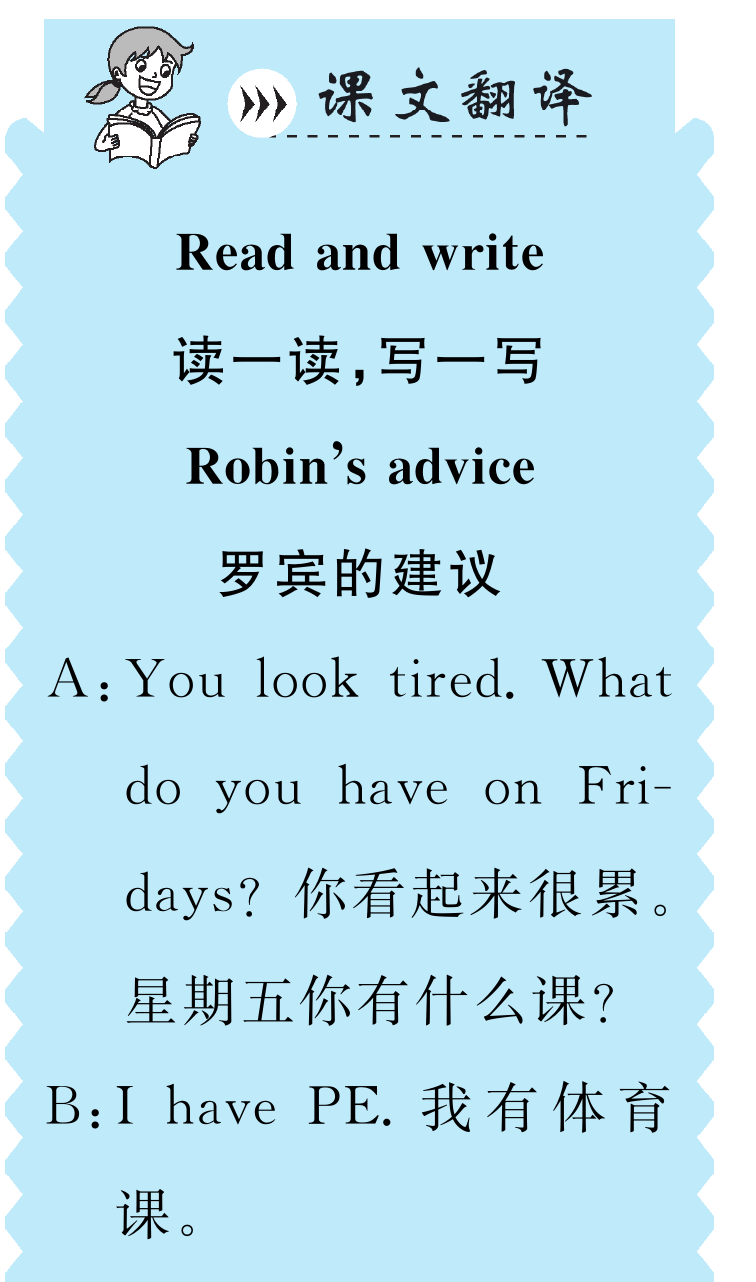 课文翻译
Read and write
读一读,写一写
Robin's advice
罗宾的建议
A:You look tired. What
do you have on Fri-
days? 你看起来很累。
星期五你有什么课?
B:I have PE. 我有体育
课。